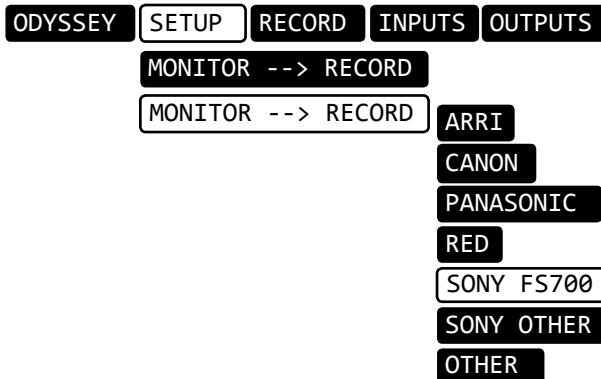 ODYSSEY SETUP RECORD INPUTS OUTPUTS
MONITOR --> RECORD
MONITOR --> RECORD
ARRI
CANON
PANASONIC
RED
SONY FS700
SONY OTHER
OTHER